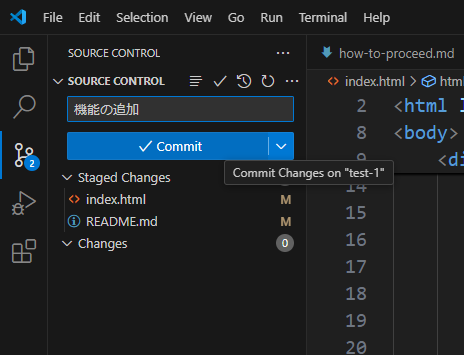 File Edit Selection View Go Run Terminal Help
SOURCE CONTROL
how-to-proceed.md
SOURCE CONTROL
index.html > html
機能の追加
2 <html l
Commit
8 <body>
9 <di
Commit Changes on "test-1"
Staged Changes
2
index.html M
14
README.md M
15
Changes 0
16
17
18
19
20